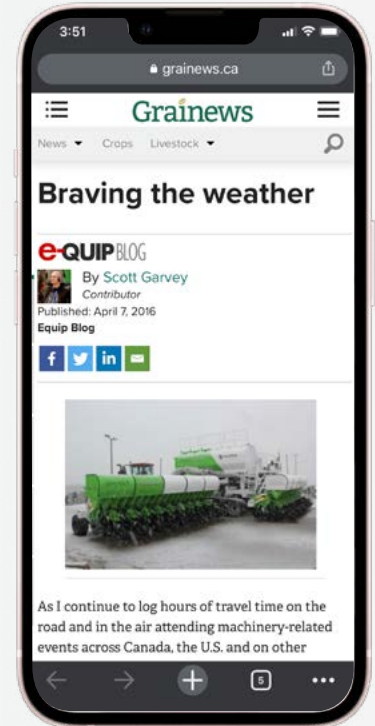 3:51
grainews.ca
Grainews
News Crops Livestock
Braving the weather
e-QUIP BLOG
By Scott Garvey
Contributor
Published: April 7, 2016
Equip Blog
f in
As I continue to log hours of travel time on the
road and in the air attending machinery-related
events across Canada, the U.S. and on other
5